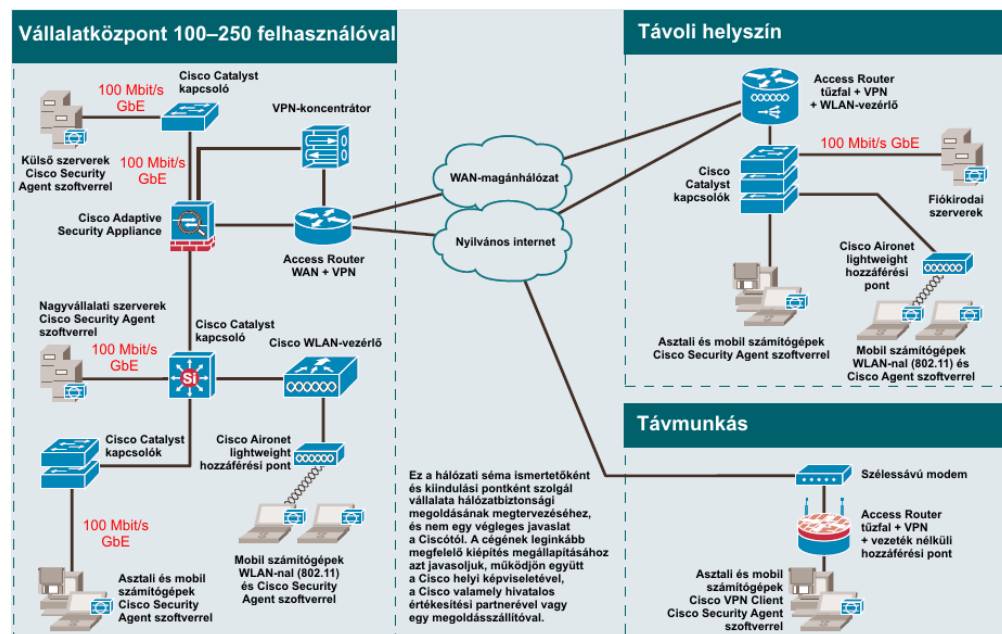 Vállalatközpont 100–250 felhasználóval
100 Mbit/s
GbE
Cisco Catalyst
kapcsoló
Külső szerverek
Cisco Security
Agent szoftverrel
100 Mbit/s
GbE
VPN-koncentrátor
Cisco Adaptive
Security Appliance
Access Router
WAN + VPN
Nagyvállalati szerverek
Cisco Security Agent
szoftverrel
100 Mbit/s
GbE
Cisco Catalyst
kapcsoló
Si
Cisco WLAN-vezérlő
Cisco Catalyst
kapcsolók
Cisco Aironet
lightweight
hozzáférési pont
100 Mbit/s
GbE
Asztali és mobil
számítógépek
Cisco Security
Agent szoftverrel
Mobil számítógépek
WLAN-nal (802.11)
és Cisco Security
Agent szoftverrel
WAN-magánhálózat
Nyilvános internet
Ez a hálózati séma ismertetőként
és kiindulási pontként szolgál
vállalata hálózatbiztonsági
megoldásának megtervezéséhez,
és nem egy végleges javaslat
a Ciscótól. A cégének leginkább
megfelelő kiépítés megállapításához
azt javasoljuk, működjön együtt
a Cisco helyi képviseletével,
a Cisco valamely hivatalos
értékesítési partnerével vagy
egy megoldásszállítóval.
Távoli helyszín
Access Router
tűzfal + VPN
+ WLAN-vezérlő
100 Mbit/s GbE
Cisco
Catalyst
kapcsolók
Fiókirodai
szerverek
Cisco Aironet
lightweight
hozzáférési
pont
Asztali és mobil számítógépek
Cisco Security Agent szoftverrel
Mobil számítógépek
WLAN-nal (802.11) és
Cisco Agent szoftverrel
Távmunkás
Szélessávú modem
Access Router
tűzfal + VPN
+ vezeték nélküli
hozzáférési pont
Asztali és mobil
számítógépek
Cisco VPN Client
Cisco Security Agent
szoftverrel